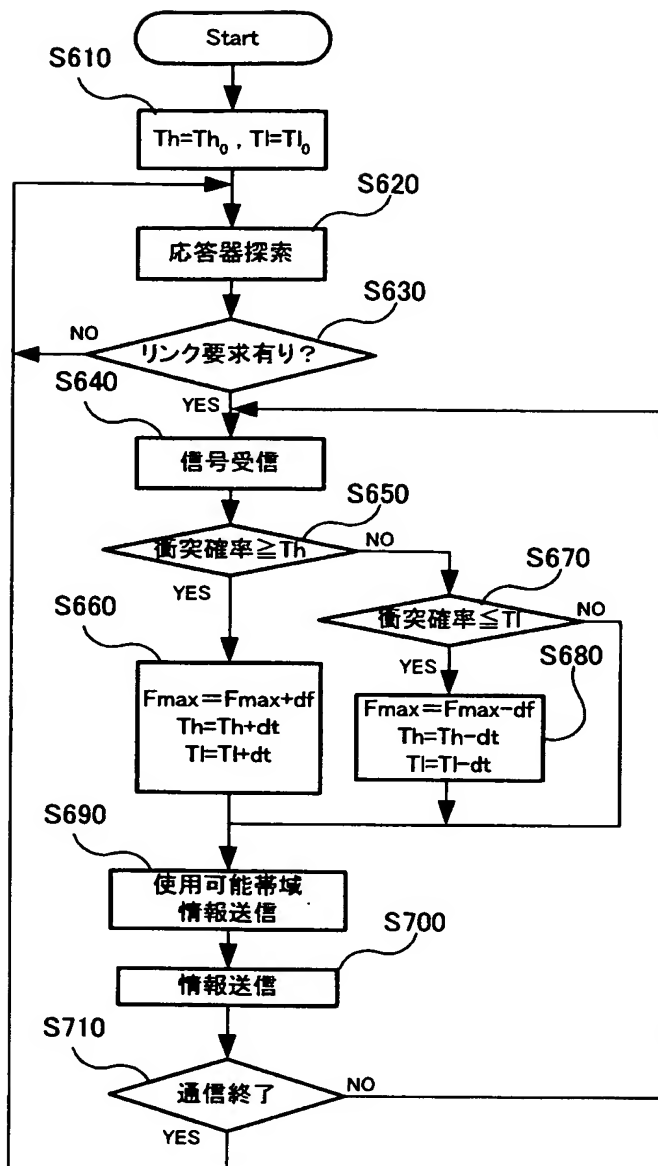 Start
S610
Th=Th₀ , Tl=Tl₀
S620
応答器探索
S630
NO
リンク要求有り？
S640
YES
信号受信
S650
衝突確率≧Th
NO
S670
YES
S660
衝突確率≦Tl
NO
YES
S680
Fmax=Fmax+df
Th=Th+dt
Tl=Tl+dt
Fmax=Fmax-df
Th=Th-dt
Tl=Tl-dt
S690
使用可能帯域
情報送信
S700
情報送信
S710
通信終了
NO
YES